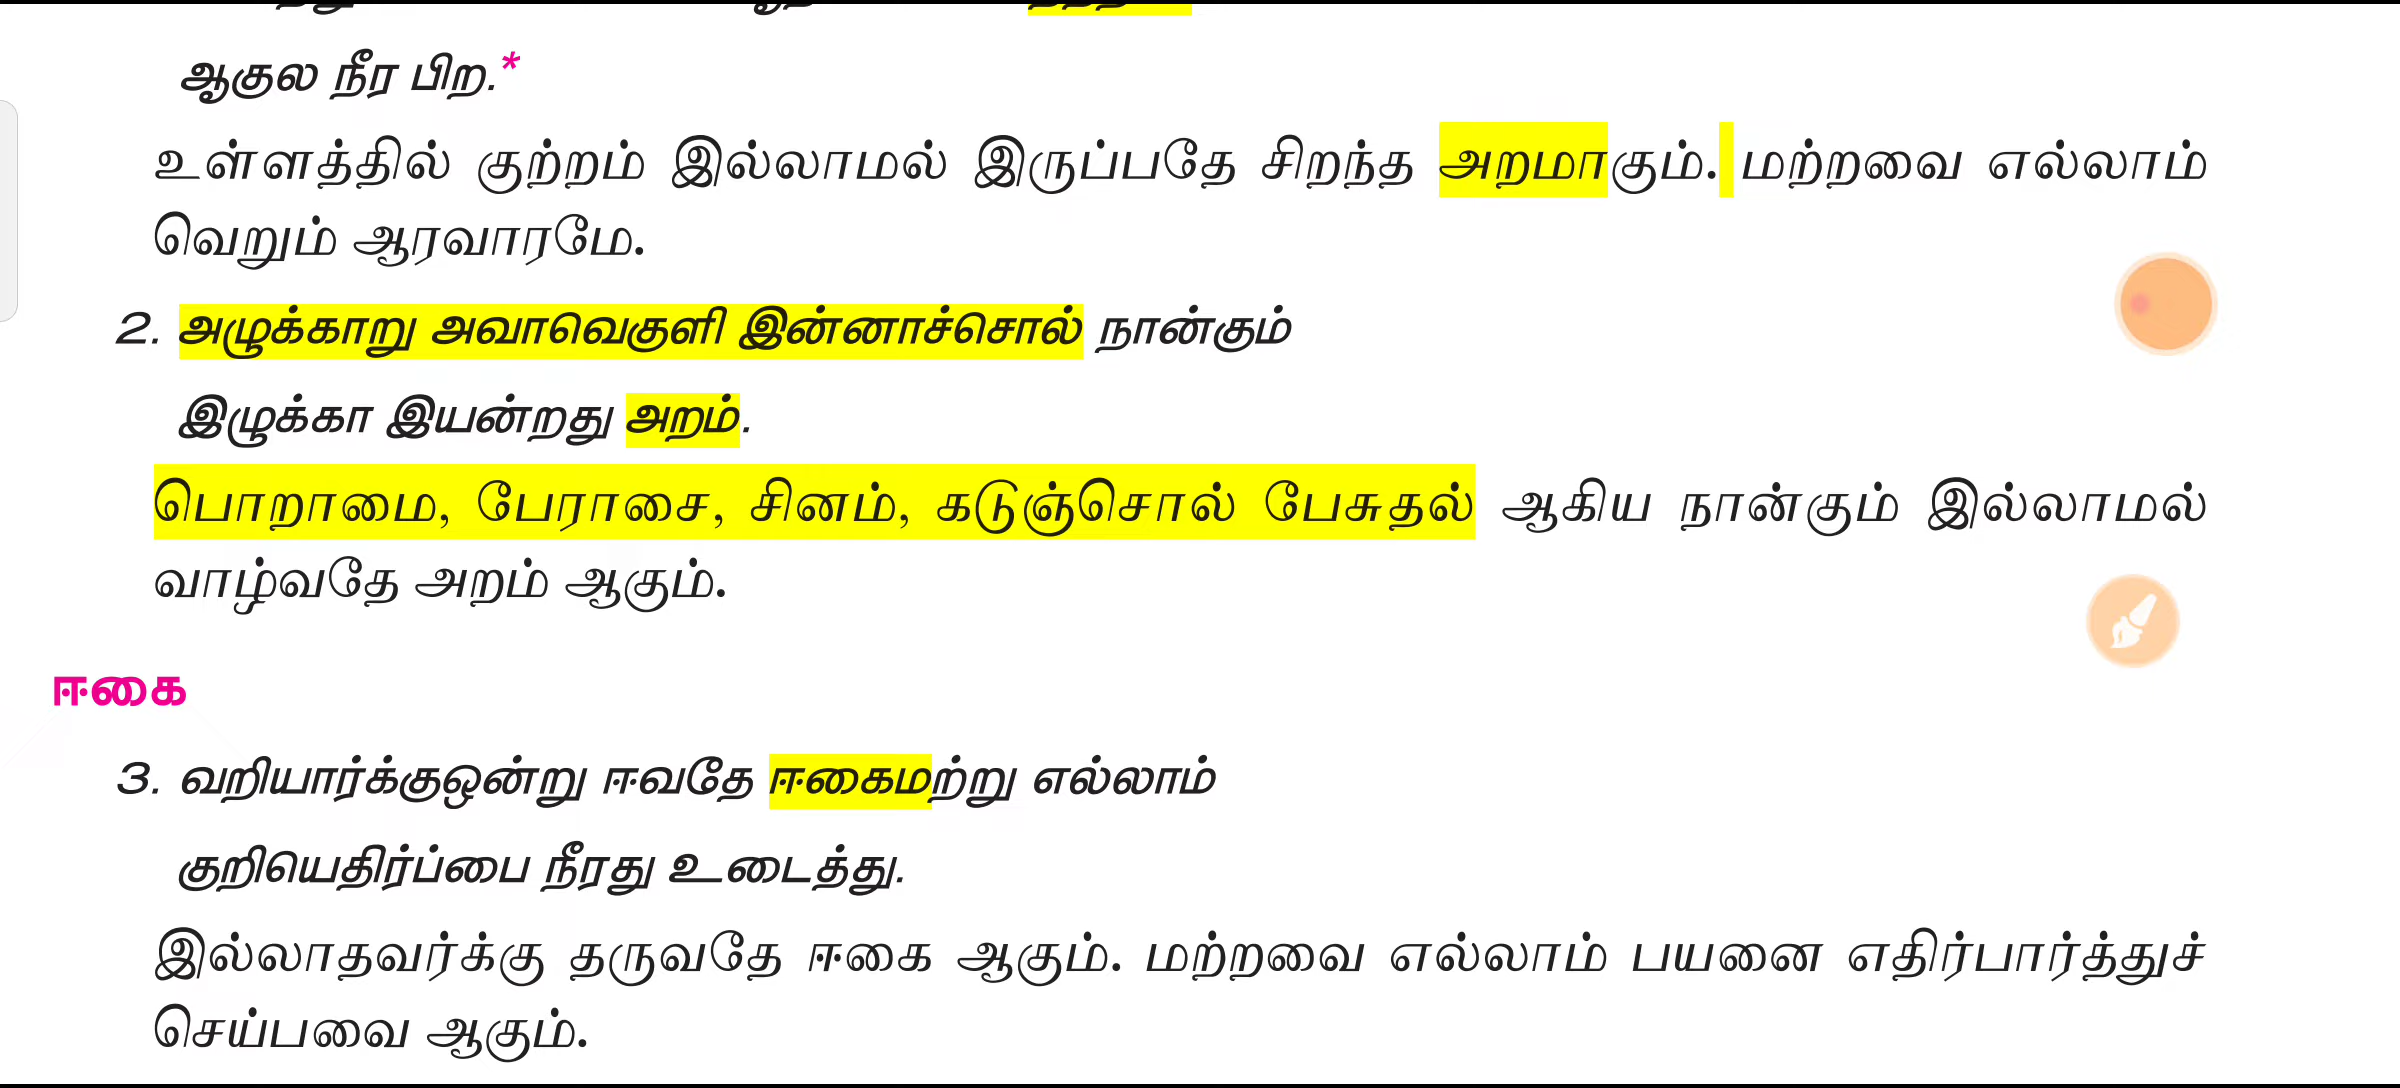 ஆகுல நீர பிற.*
உள்ளத்தில் குற்றம் இல்லாமல் இருப்பதே சிறந்த அறமாகும். மற்றவை எல்லாம்
வெறும் ஆரவாரமே.
2. அழுக்காறு அவாவெகுளி இன்னாச்சொல் நான்கும்
இழுக்கா இயன்றது அறம்.
பொறாமை, பேராசை, சினம், கடுஞ்சொல் பேசுதல் ஆகிய நான்கும் இல்லாமல்
வாழ்வதே அறம் ஆகும்.
ஈகை
3. வறியார்க்குஒன்று ஈவதே ஈகைமற்று எல்லாம்
குறியெதிர்ப்பை நீரது உடைத்து.
இல்லாதவர்க்கு தருவதே ஈகை ஆகும். மற்றவை எல்லாம் பயனை எதிர்பார்த்துச்
செய்பவை ஆகும்.